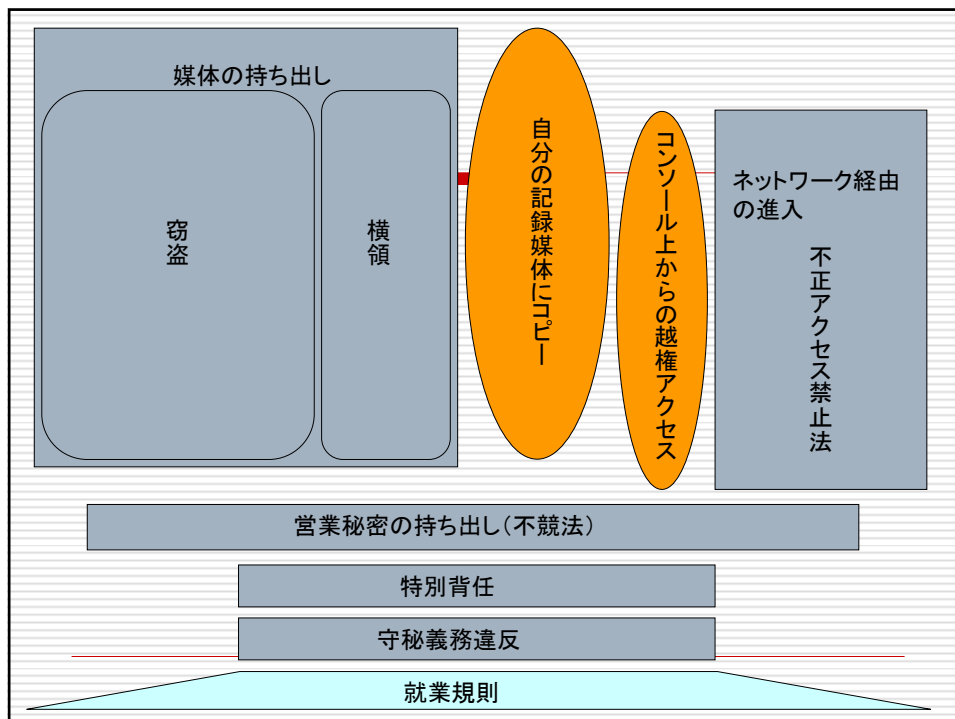 媒体の持ち出し
窃盗
横領
自分の記録媒体にコピー
コンソール上からの越権アクセス
ネットワーク経由
の進入
不正アクセス禁止法
営業秘密の持ち出し(不競法)
特別背任
守秘義務違反
就業規則